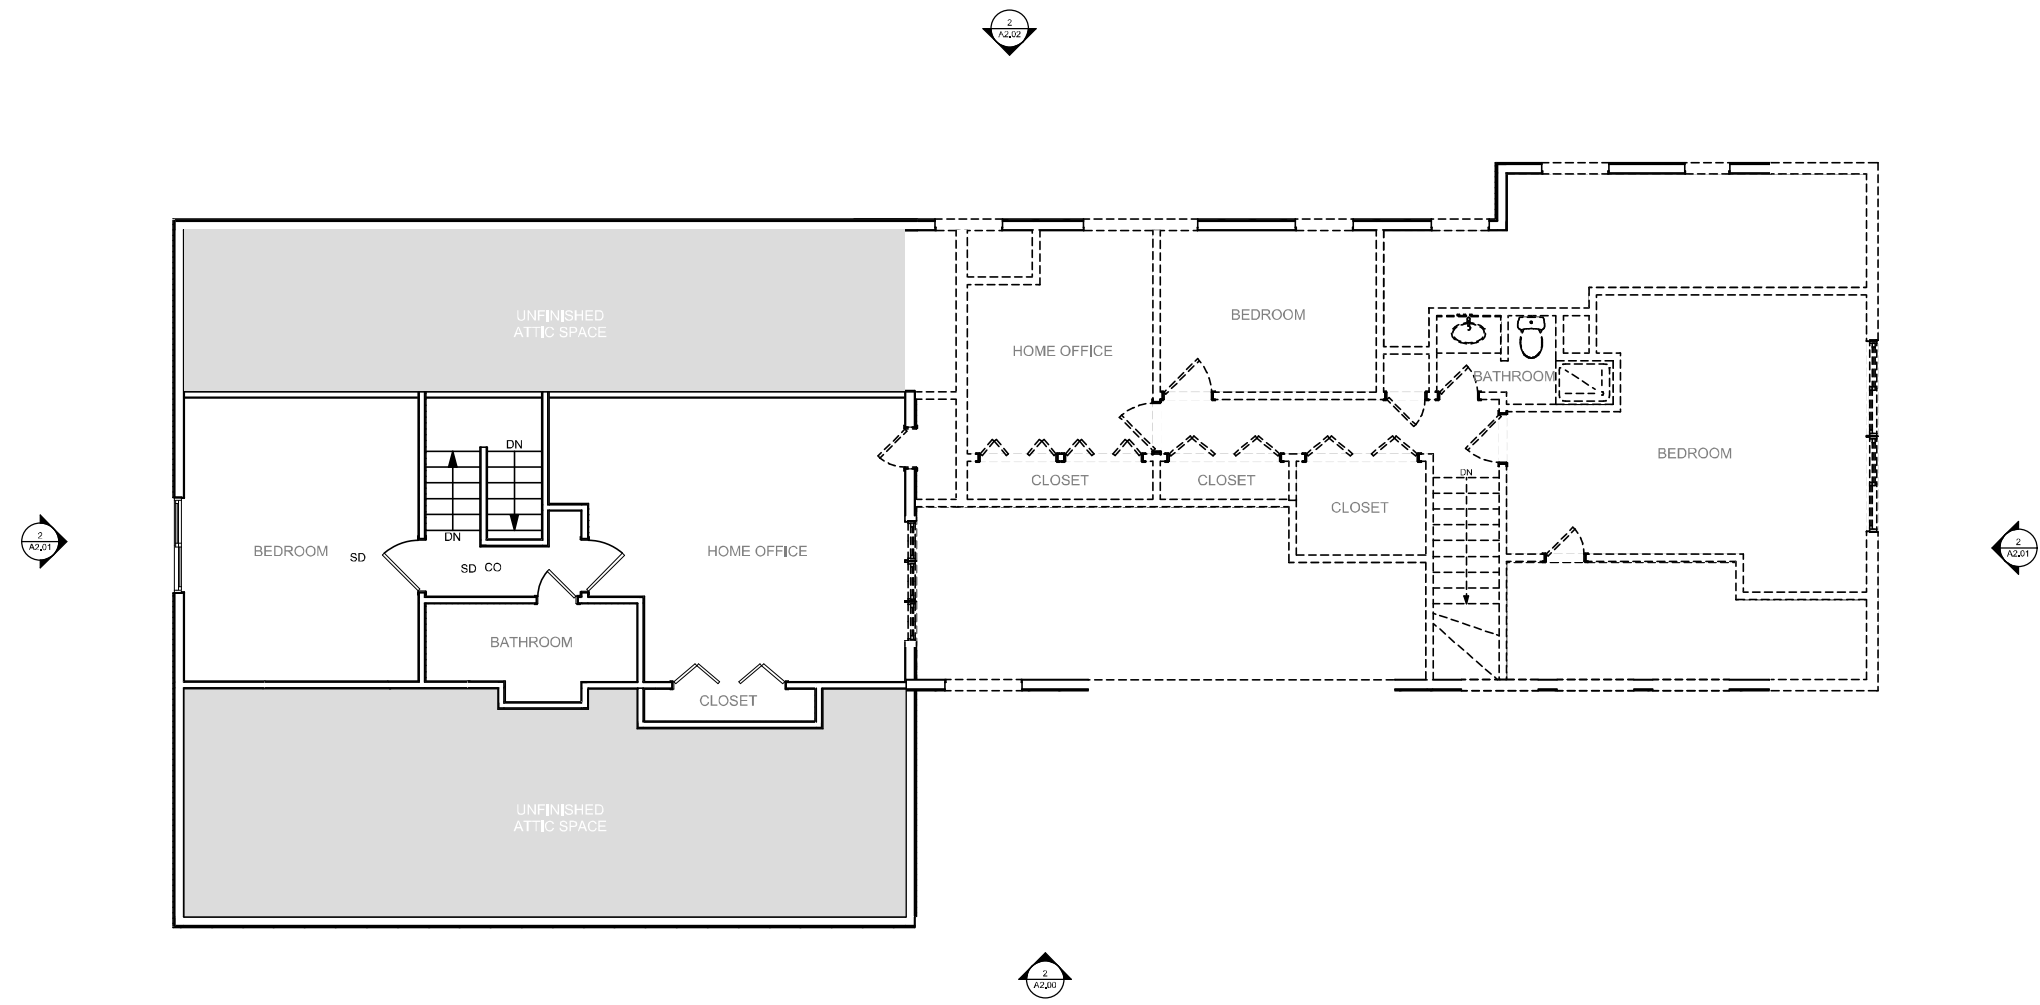 2
A2.02
UNFINISHED
ATTIC SPACE
BEDROOM
HOME OFFICE
BATHROOM
DN
BEDROOM
DN
CLOSET
CLOSET
CLOSET
2
A2.01
BEDROOM
SD
DN
SD CO
HOME OFFICE
2
A2.01
BATHROOM
CLOSET
UNFINISHED
ATTIC SPACE
2
A2.00